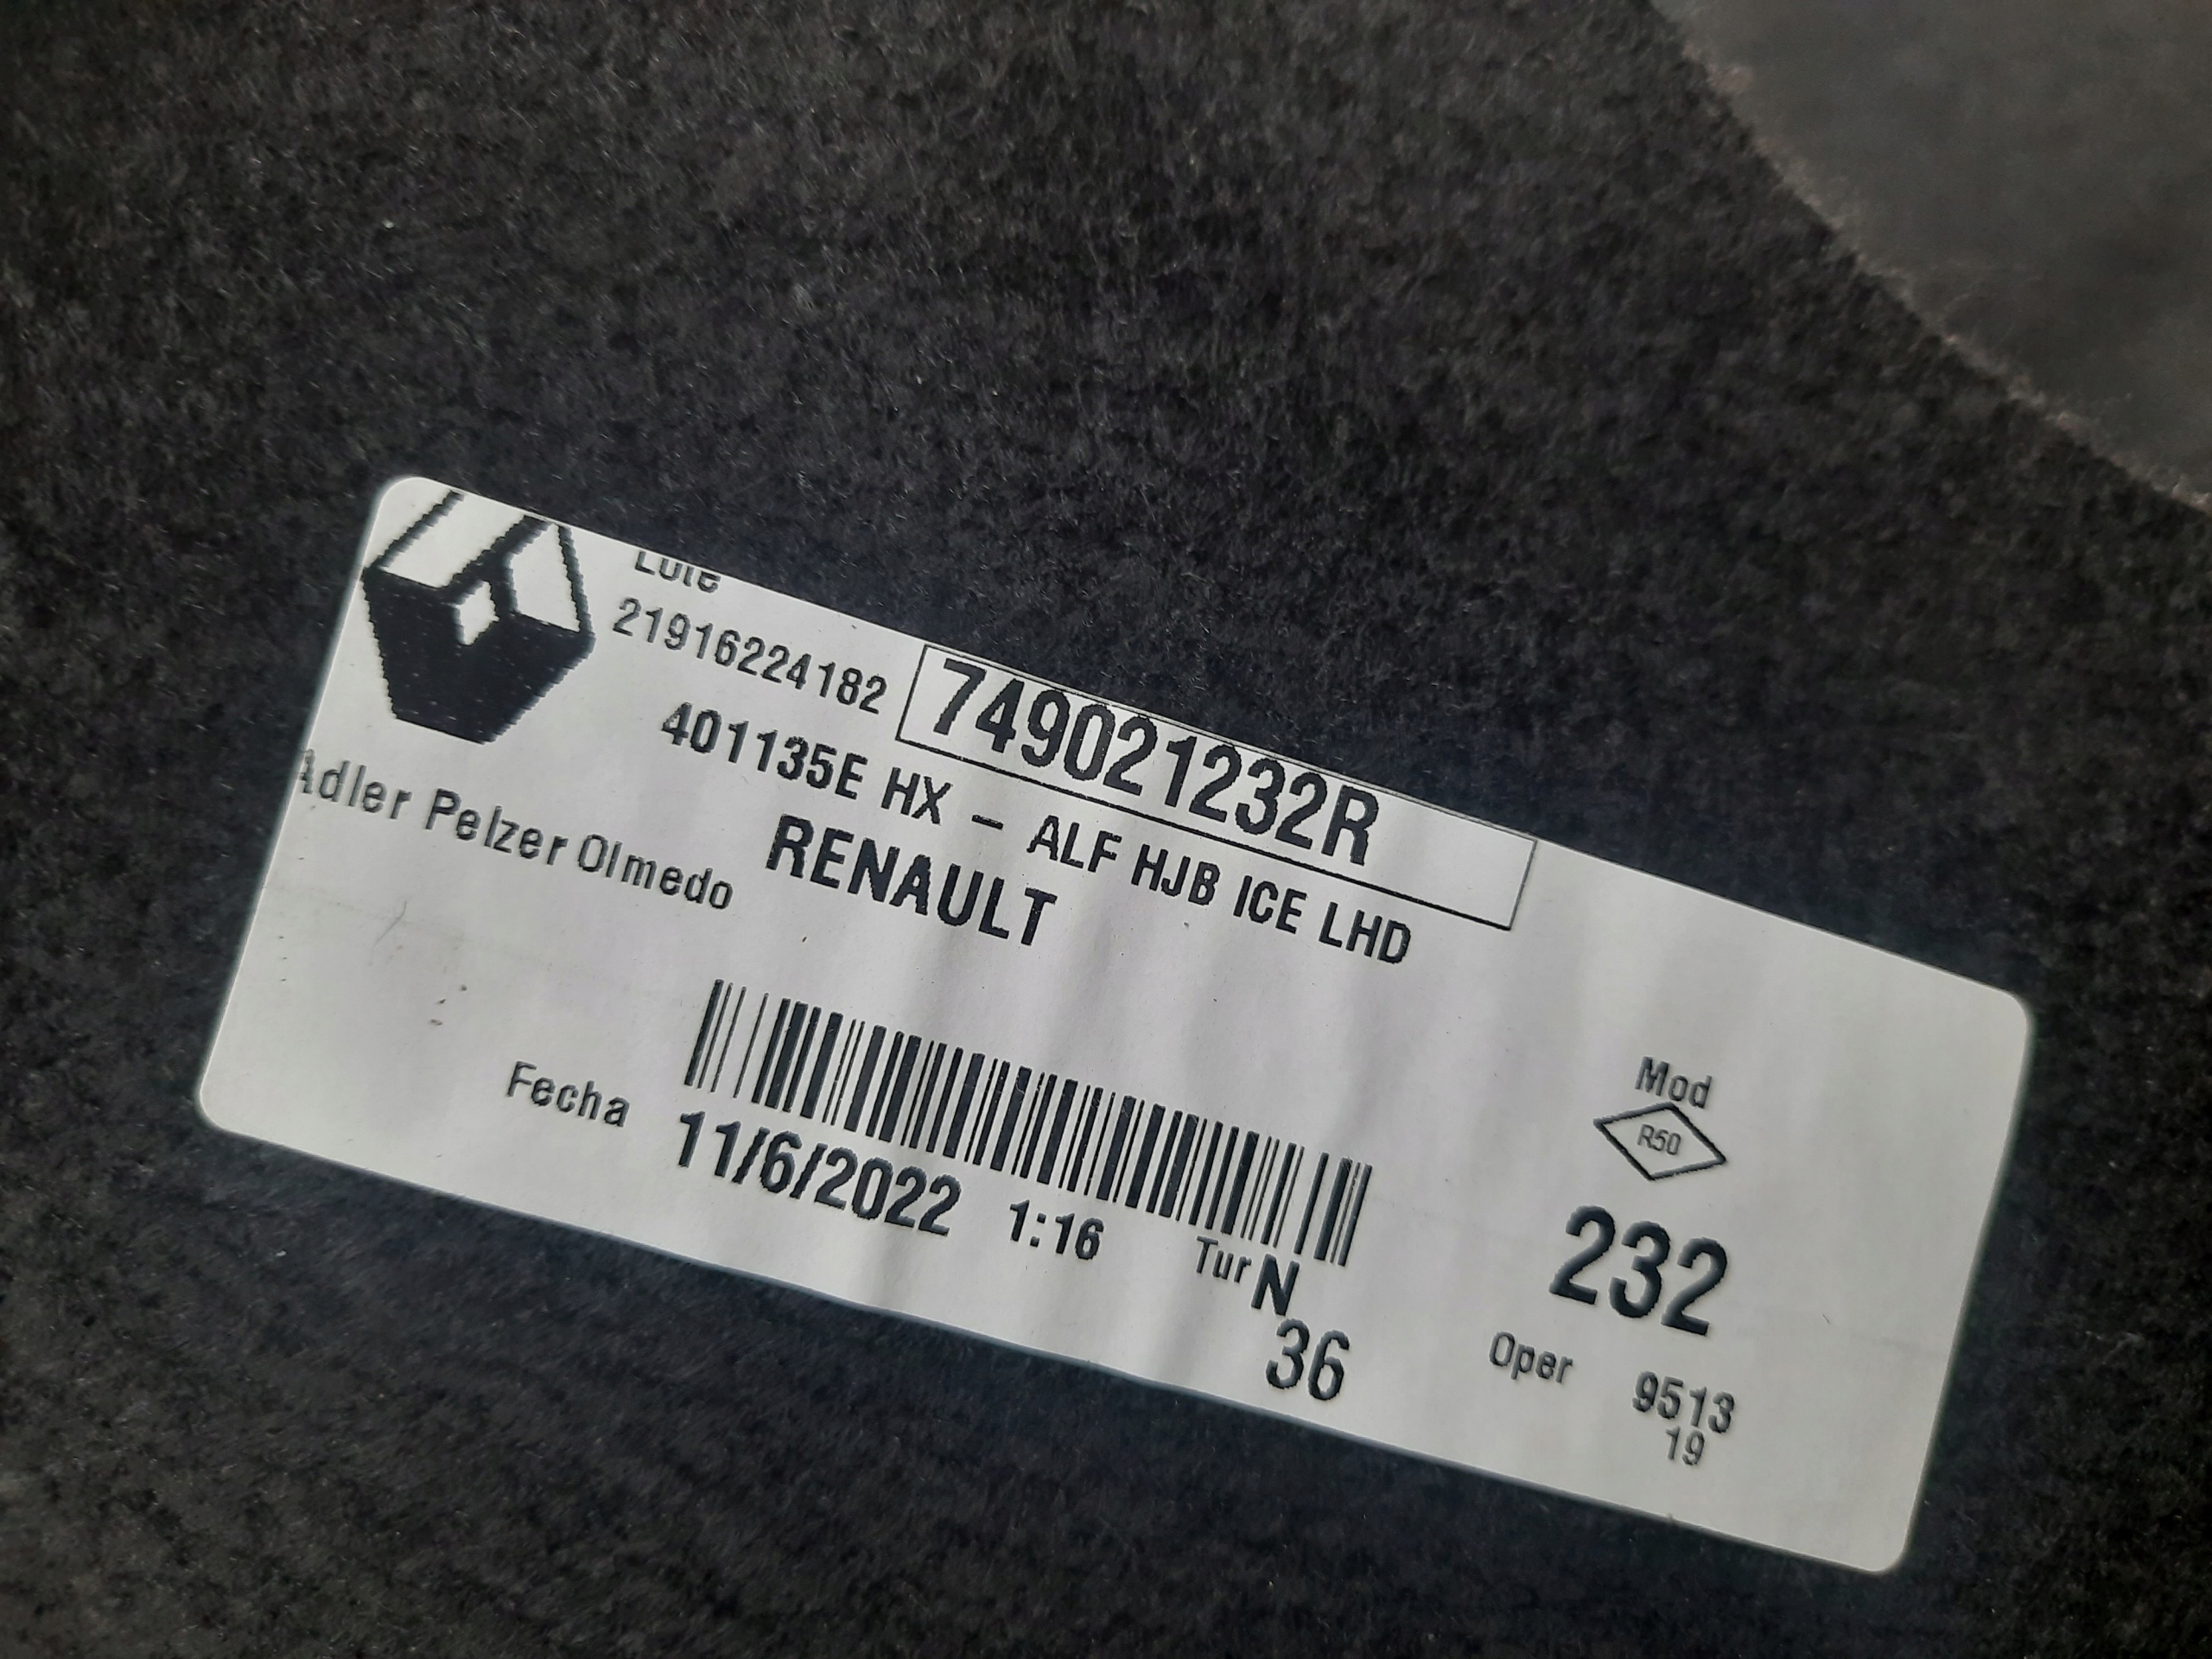 Lote
21916224182
749021232R
401135E HX - ALF HJB ICE LHD
Adler Pelzer Olmedo
RENAULT
Fecha
11/6/2022 1:16
Tur N
36
Mod
R50
232
Oper 9513
19